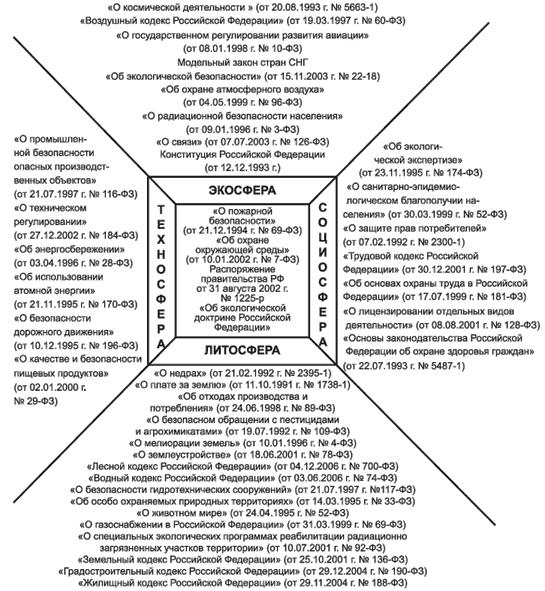 «О космической деятельности » (от 20.08.1993 г. № 5663-1)
«Воздушный кодекс Российской Федерации» (от 19.03.1997 г. № 60-ФЗ)
«О государственном регулировании развития авиации»
(от 08.01.1998 г. № 10-ФЗ)
Модельный закон стран СНГ
«Об экологической безопасности» (от 15.11.2003 г. № 22-18)
«Об охране атмосферного воздуха»
(от 04.05.1999 г. № 96-ФЗ)
«О радиационной безопасности населения»
(от 09.01.1996 г. № 3-ФЗ)
«О связи» (от 07.07.2003 г. № 126-ФЗ)
Конституция Российской Федерации
(от 12.12.1993 г.)
«О промышлен-
ной безопасности
опасных производст-
венных объектов»
(от 21.07.1997 г. № 116-ФЗ)
«О техническом
регулировании»
(от 27.12.2002 г. № 184-ФЗ)
«Об энергосбережении»
(от 03.04.1996 г. № 28-ФЗ)
«Об использовании
атомной энергии»
(от 21.11.1995 г. № 170-ФЗ)
«О безопасности
дорожного движения»
(от 10.12.1995 г. № 196-ФЗ)
«О качестве и безопасности
пищевых продуктов»
(от 02.01.2000 г.
№ 29-ФЗ)
ЭКОСФЕРА
ТЕХНОСФЕРА
«О пожарной
безопасности»
(от 21.12.1994 г. № 69-ФЗ)
«Об охране
окружающей среды»
(от 10.01.2002 г. № 7-ФЗ)
Распоряжение
правительства РФ
от 31 августа 2002 г.
№ 1225-р
«Об экологической
доктрине Российской
Федерации»
СОЦИОСФЕРА
ЛИТОСФЕРА
«Об экологи-
ческой экспертизе»
(от 23.11.1995 г. № 174-ФЗ)
«О санитарно-эпидемио-
логическом благополучии на-
селения» (от 30.03.1999 г. № 52-ФЗ)
«О защите прав потребителей»
(от 07.02.1992 г. № 2300-1)
«Трудовой кодекс Российской
Федерации» (от 30.12.2001 г. № 197-ФЗ)
«Об основах охраны труда в Российской
Федерации» (от 17.07.1999 г. № 181-ФЗ)
«О лицензировании отдельных видов
деятельности» (от 08.08.2001 г. № 128-ФЗ)
«Основы законодательства Российской
Федерации об охране здоровья граждан»
(от 22.07.1993 г. № 5487-1)
«О недрах» (от 21.02.1992 г. № 2395-1)
«О плате за землю» (от 11.10.1991 г. № 1738-1)
«Об отходах производства и
потребления» (от 24.06.1998 г. № 89-ФЗ)
«О безопасном обращении с пестицидами
и агрохимикатами» (от 19.07.1992 г. № 109-ФЗ)
«О мелиорации земель» (от 10.01.1996 г. № 4-ФЗ)
«О землеустройстве» (от 18.06.2001 г. № 78-ФЗ)
«Лесной кодекс Российской Федерации» (от 04.12.2006 г. № 700-ФЗ)
«Водный кодекс Российской Федерации» (от 03.06.2006 г. № 74-ФЗ)
«О безопасности гидротехнических сооружений» (от 21.07.1997 г. №117-ФЗ)
«Об особо охраняемых природных территориях» (от 14.03.1995 г. № 33-ФЗ)
«О животном мире» (от 24.04.1995 г. № 52-ФЗ)
«О газоснабжении в Российской Федерации» (от 31.03.1999 г. № 69-ФЗ)
«О специальных экологических программах реабилитации радиационно
загрязненных участков территории» (от 10.07.2001 г. № 92-ФЗ)
«Земельный кодекс Российской Федерации» (от 25.10.2001 г. № 136-ФЗ)
«Градостроительный кодекс Российской Федерации» (от 29.12.2004 г. № 190-ФЗ)
«Жилищный кодекс Российской Федерации» (от 29.11.2004 г. № 188-ФЗ)